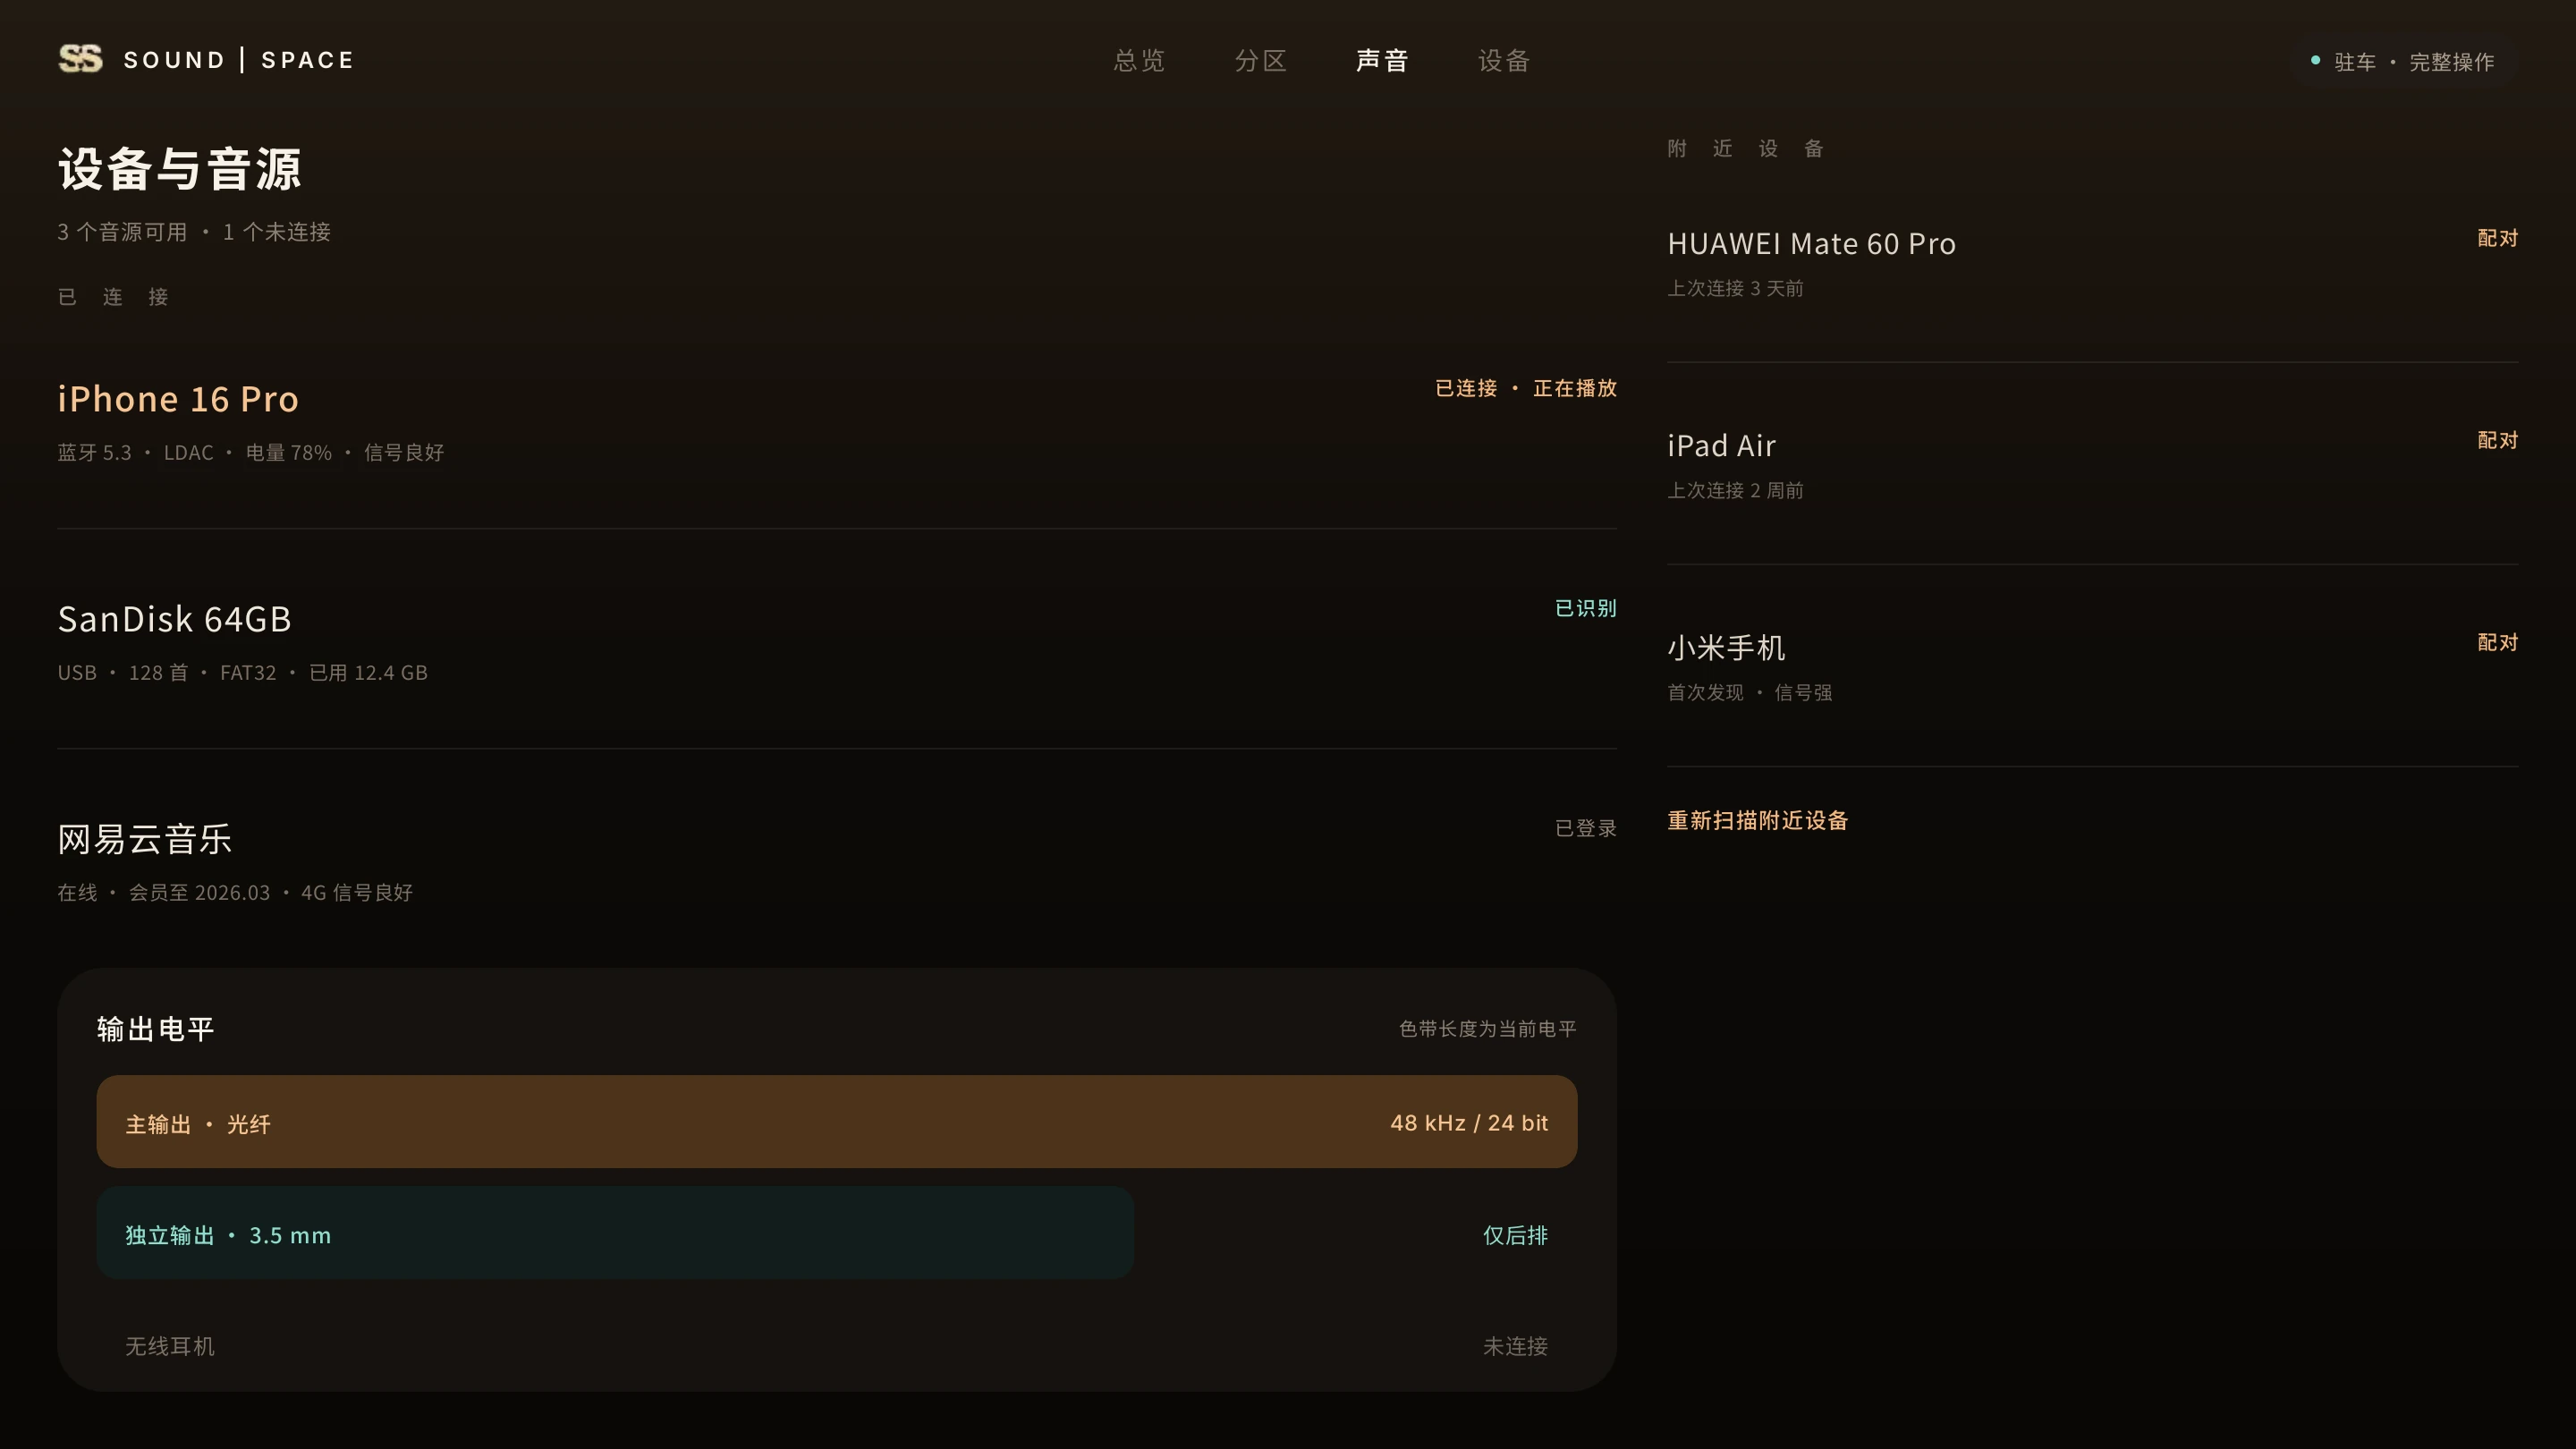 SS SOUND | SPACE
总览 分区 声音 设备
驻车 · 完整操作
设备与音源
3 个音源可用 · 1 个未连接
已连接
iPhone 16 Pro
已连接 · 正在播放
蓝牙 5.3 · LDAC · 电量 78% · 信号良好
SanDisk 64GB
已识别
USB · 128 首 · FAT32 · 已用 12.4 GB
网易云音乐
已登录
在线 · 会员至 2026.03 · 4G 信号良好
输出电平
色带长度为当前电平
主输出 · 光纤
48 kHz / 24 bit
独立输出 · 3.5 mm
仅后排
无线耳机
未连接
附近设备
HUAWEI Mate 60 Pro
配对
上次连接 3 天前
iPad Air
配对
上次连接 2 周前
小米手机
配对
首次发现 · 信号强
重新扫描附近设备